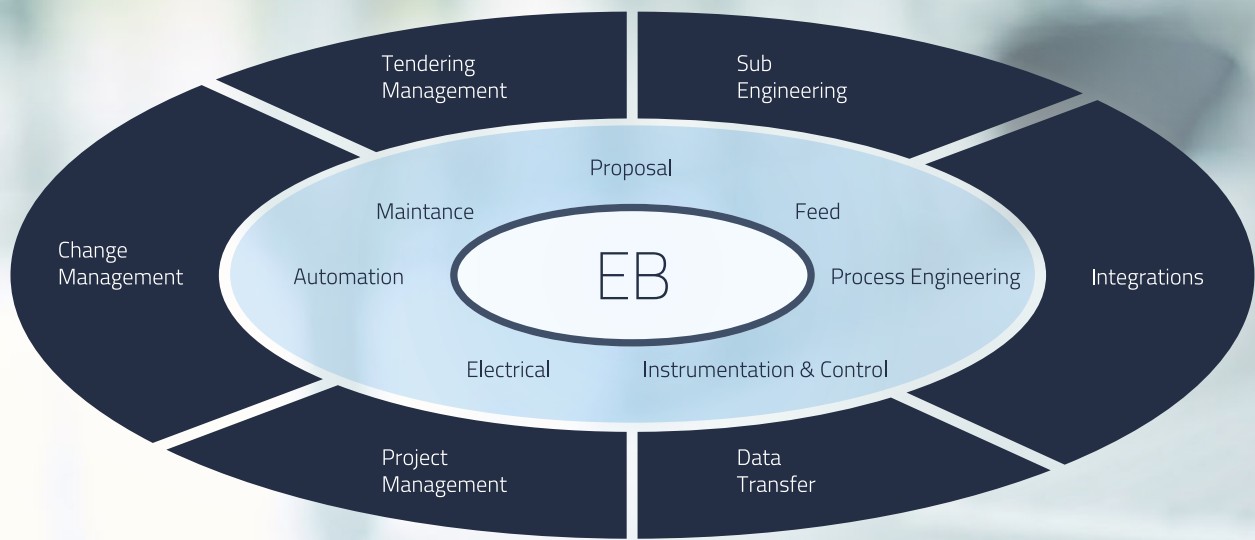 Tendering
Management
Sub
Engineering
Proposal
Maintance
Feed
Change
Management
Automation
EB
Process Engineering
Integrations
Electrical
Instrumentation & Control
Project
Management
Data
Transfer